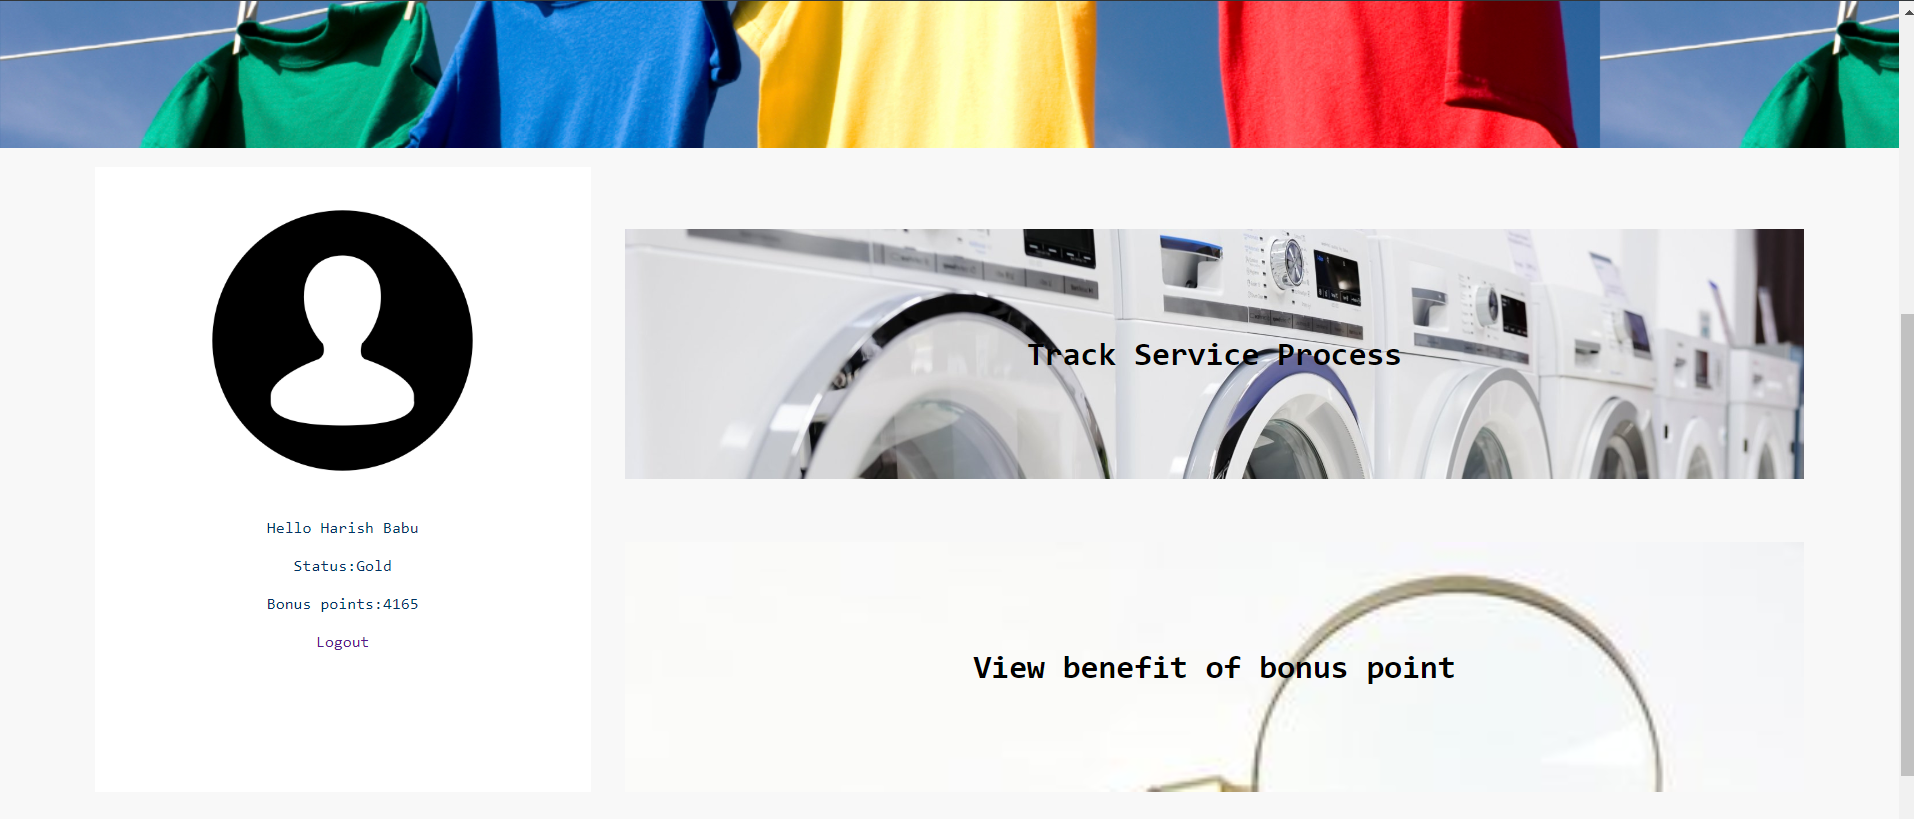 Hello Harish Babu
Status:Gold
Bonus points:4165
Logout
Track Service Process
View benefit of bonus point